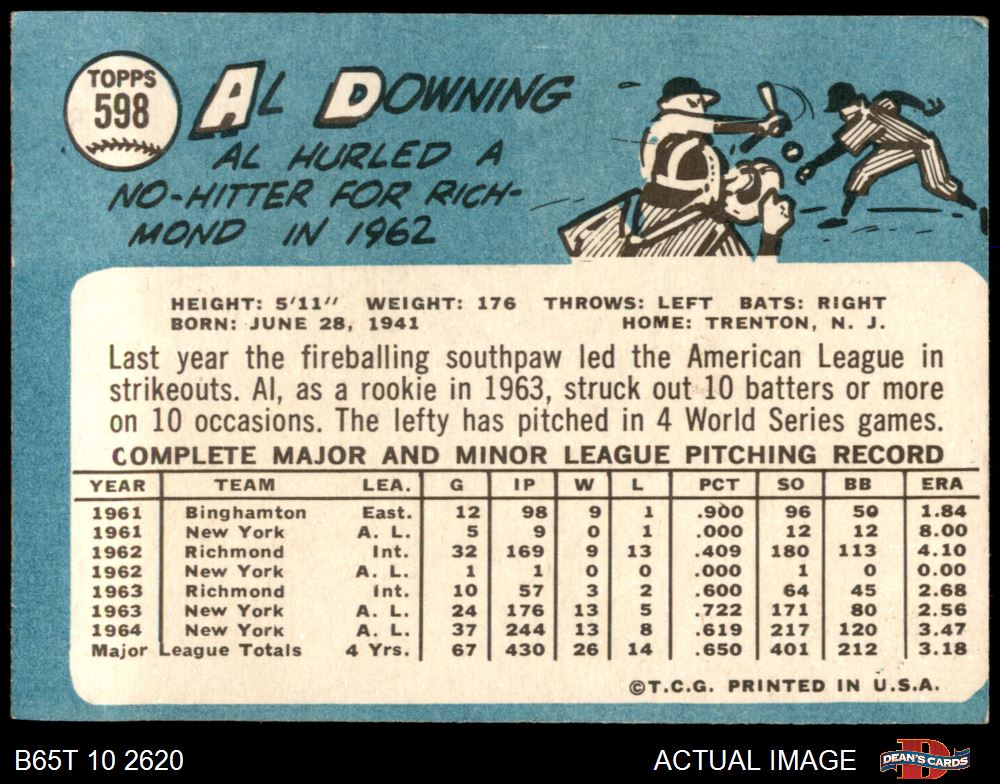 TOPPS
598
AL DOWNING
AL HURLED A
NO-HITTER FOR RICH-
MOND IN 1962
HEIGHT: 5'11" WEIGHT: 176 THROWS: LEFT BATS: RIGHT
BORN: JUNE 28, 1941 HOME: TRENTON, N. J.
Last year the fireballing southpaw led the American League in
strikeouts. Al, as a rookie in 1963, struck out 10 batters or more
on 10 occasions. The lefty has pitched in 4 World Series games.
COMPLETE MAJOR AND MINOR LEAGUE PITCHING RECORD
YEAR TEAM LEA. G IP W L PCT SO BB ERA
1961 Binghamton East. 12 98 9 1 .900 96 50 1.84
1961 New York A. L. 5 9 0 1 .000 12 12 8.00
1962 Richmond Int. 32 169 9 13 .409 180 113 4.10
1962 New York A. L. 1 1 0 0 .000 1 0 0.00
1963 Richmond Int. 10 57 3 2 .600 64 45 2.68
1963 New York A. L. 24 176 13 5 .722 171 80 2.56
1964 New York A. L. 37 244 13 8 .619 217 120 3.47
Major League Totals 4 Yrs. 67 430 26 14 .650 401 212 3.18
©T.C.G. PRINTED IN U.S.A.
B65T 10 2620 ACTUAL IMAGE DEAN'S CARDS